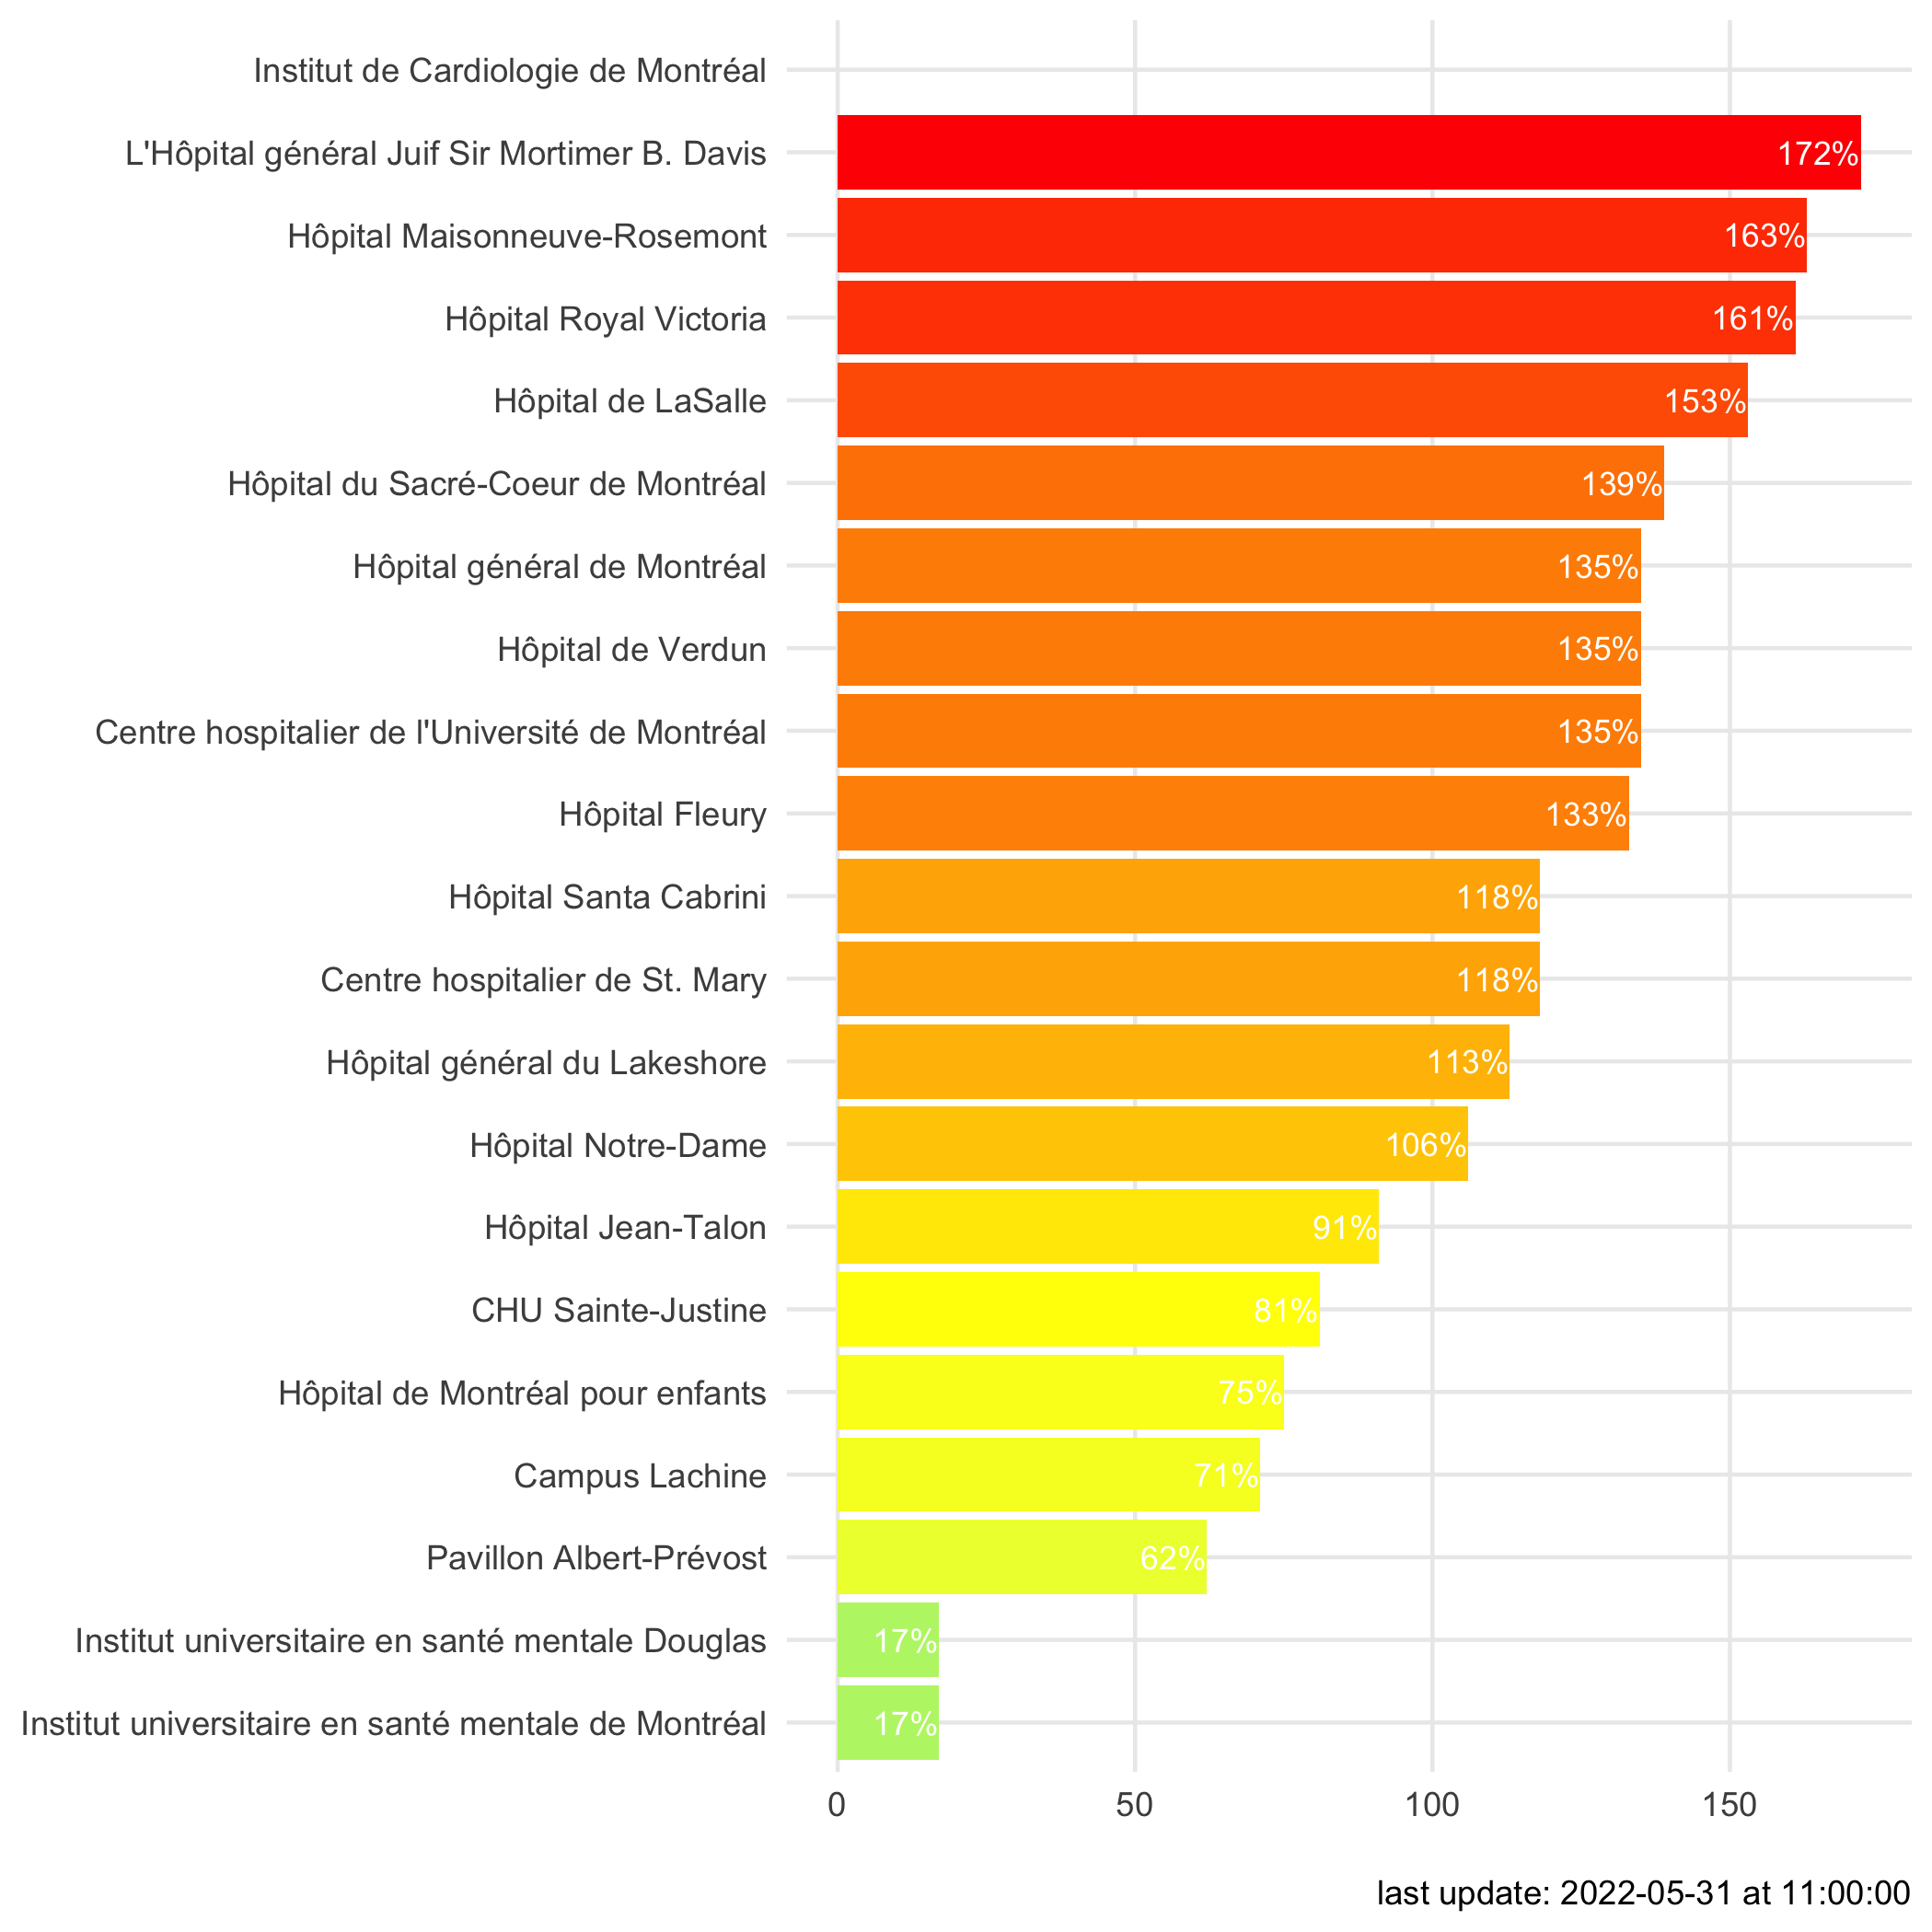 Institut de Cardiologie de Montréal
L'Hôpital général Juif Sir Mortimer B. Davis 172%
Hôpital Maisonneuve-Rosemont 163%
Hôpital Royal Victoria 161%
Hôpital de LaSalle 153%
Hôpital du Sacré-Coeur de Montréal 139%
Hôpital général de Montréal 135%
Hôpital de Verdun 135%
Centre hospitalier de l'Université de Montréal 135%
Hôpital Fleury 133%
Hôpital Santa Cabrini 118%
Centre hospitalier de St. Mary 118%
Hôpital général du Lakeshore 113%
Hôpital Notre-Dame 106%
Hôpital Jean-Talon 91%
CHU Sainte-Justine 81%
Hôpital de Montréal pour enfants 75%
Campus Lachine 71%
Pavillon Albert-Prévost 62%
Institut universitaire en santé mentale Douglas 17%
Institut universitaire en santé mentale de Montréal 17%
0 50 100 150
last update: 2022-05-31 at 11:00:00